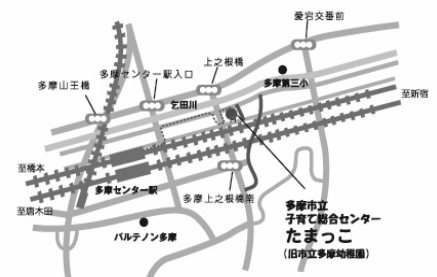 愛宕交番前
上之根橋
多摩センター駅入口
多摩第三小
多摩山王橋
乞田川
至新宿
至橋本
多摩センター駅
多摩上之根橋南
至唐木田
パルテノン多摩
多摩市立
子育て総合センター
たまっこ
(旧市立多摩幼稚園)